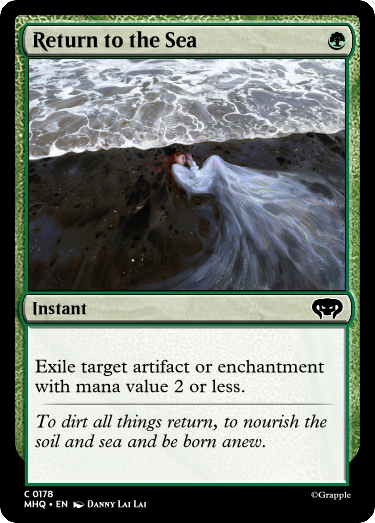 Return to the Sea
Instant
Exile target artifact or enchantment
with mana value 2 or less.
To dirt all things return, to nourish the
soil and sea and be born anew.
C 0178
MHQ • EN Danny Lai Lai
©Grapple